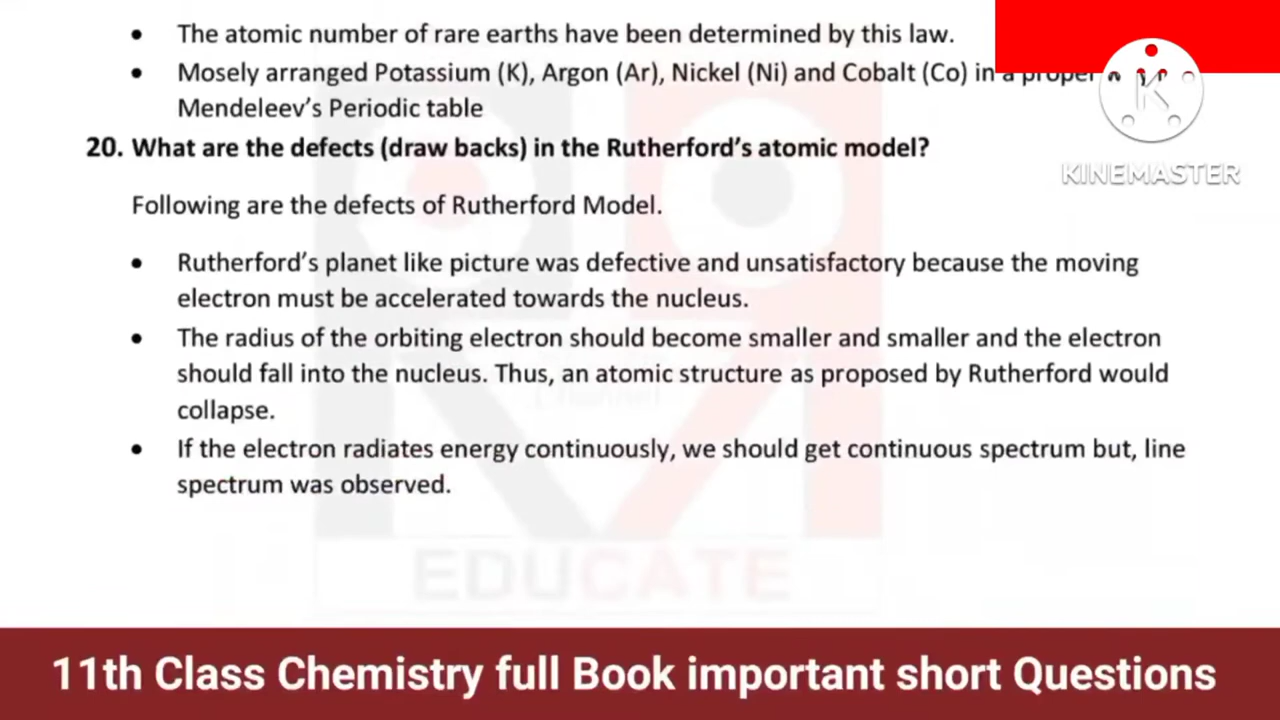 • The atomic number of rare earths have been determined by this law.
• Mosely arranged Potassium (K), Argon (Ar), Nickel (Ni) and Cobalt (Co) in a proper
Mendeleev's Periodic table
K
KINEMASTER
20. What are the defects (draw backs) in the Rutherford's atomic model?
Following are the defects of Rutherford Model.
• Rutherford's planet like picture was defective and unsatisfactory because the moving
electron must be accelerated towards the nucleus.
• The radius of the orbiting electron should become smaller and smaller and the electron
should fall into the nucleus. Thus, an atomic structure as proposed by Rutherford would
collapse.
• If the electron radiates energy continuously, we should get continuous spectrum but, line
spectrum was observed.
EDUCATE
11th Class Chemistry full Book important short Questions